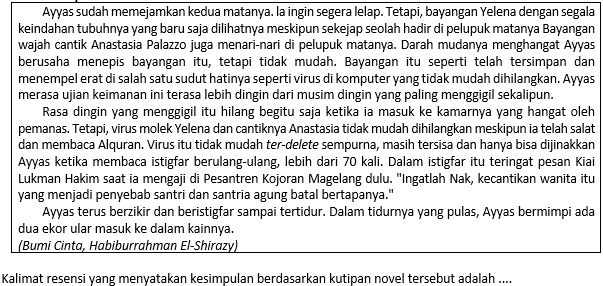 Ayyas sudah memejamkan kedua matanya. Ia ingin segera lelap. Tetapi, bayangan Yelena dengan segala
keindahan tubuhnya yang baru saja dilihatnya meskipun sekejap seolah hadir di pelupuk matanya Bayangan
wajah cantik Anastasia Palazzo juga menari-nari di pelupuk matanya. Darah mudanya menghangat Ayyas
berusaha menepis bayangan itu, tetapi tidak mudah. Bayangan itu seperti telah tersimpan dan
menempel erat di salah satu sudut hatinya seperti virus di komputer yang tidak mudah dihilangkan. Ayyas
merasa ujian keimanan ini terasa lebih dingin dari musim dingin yang paling menggigil sekalipun.
Rasa dingin yang menggigil itu hilang begitu saja ketika ia masuk ke kamarnya yang hangat oleh
pemanas. Tetapi, virus molek Yelena dan cantiknya Anastasia tidak mudah dihilangkan meskipun ia telah salat
dan membaca Alquran. Virus itu tidak mudah ter-delete sempurna, masih tersisa dan hanya bisa dijinakkan
Ayyas ketika membaca istigfar berulang-ulang, lebih dari 70 kali. Dalam istigfar itu teringat pesan Kiai
Lukman Hakim saat ia mengaji di Pesantren Kojoran Magelang dulu. "Ingatlah Nak, kecantikan wanita itu
yang menjadi penyebab santri dan santria agung batal bertapanya."
Ayyas terus berzikir dan beristigfar sampai tertidur. Dalam tidurnya yang pulas, Ayyas bermimpi ada
dua ekor ular masuk ke dalam kainnya.
(Bumi Cinta, Habiburrahman El-Shirazy)
Kalimat resensi yang menyatakan kesimpulan berdasarkan kutipan novel tersebut adalah ....